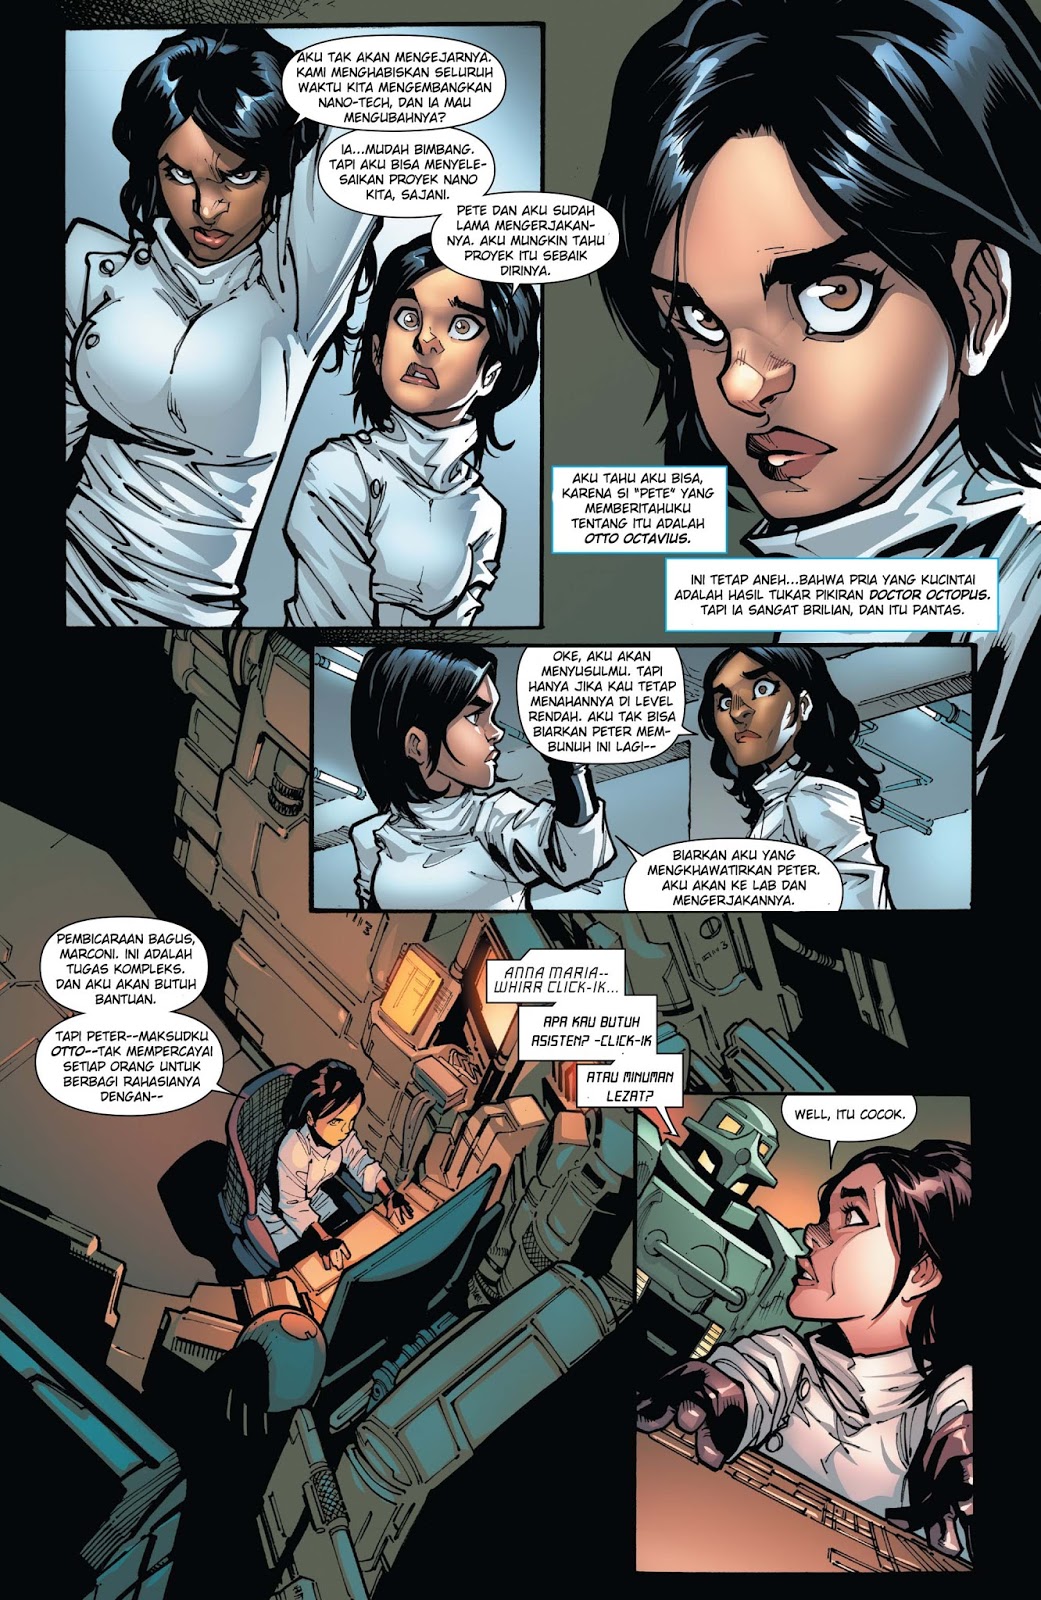 AKU TAK AKAN MENGEJARNYA.
KAMI MENGHABISKAN SELURUH
WAKTU KITA MENGEMBANGKAN
NANO-TECH, DAN IA MAU
MENGUBAHNYA?
IA...MUDAH BIMBANG.
TAPI AKU BISA MENYELE-
SAIKAN PROYEK NANO
KITA, SAJANI.
PETE DAN AKU SUDAH
LAMA MENGERJAKAN-
NYA. AKU MUNGKIN TAHU
PROYEK ITU SEBAIK
DIRINYA.
AKU TAHU AKU BISA,
KARENA SI "PETE" YANG
MEMBERITAHUKU
TENTANG ITU ADALAH
OTTO OCTAVIUS.
INI TETAP ANEH...BAHWA PRIA YANG KUCINTAI
ADALAH HASIL TUKAR PIKIRAN DOCTOR OCTOPUS.
TAPI IA SANGAT BRILIAN, DAN ITU PANTAS.
OKE, AKU AKAN
MENYUSULMU. TAPI
HANYA JIKA KAU TETAP
MENAHANNYA DI LEVEL
RENDAH. AKU TAK BISA
BIARKAN PETER MEM-
BUNUH INI LAGI--
BIARKAN AKU YANG
MENGKHAWATIRKAN PETER.
AKU AKAN KE LAB DAN
MENGERJAKANNYA.
PEMBICARAAN BAGUS,
MARCONI. INI ADALAH
TUGAS KOMPLEKS.
DAN AKU AKAN BUTUH
BANTUAN.
TAPI PETER--MAKSUDKU
OTTO--TAK MEMPERCAYAI
SETIAP ORANG UNTUK
BERBAGI RAHASIANYA
DENGAN--
ANNA MARIA--
WHIRR CLICK-IK...
APA KAU BUTUH
ASISTEN? -CLICK-IK
ATAU MINUMAN
LEZAT?
WELL, ITU COCOK.